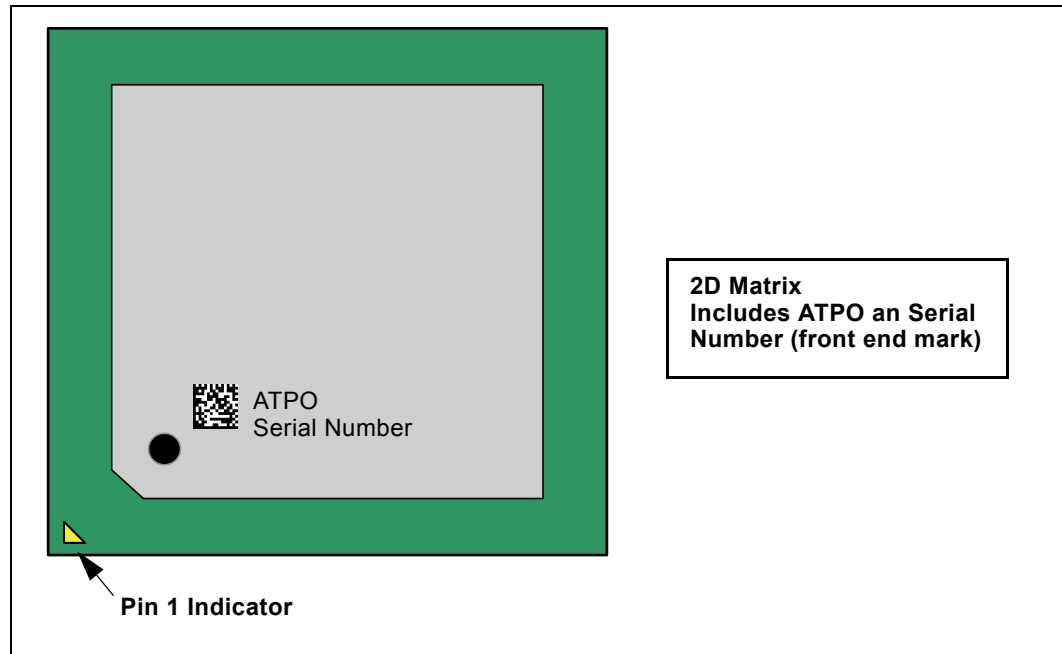 ATPO
Serial Number
2D Matrix
Includes ATPO an Serial
Number (front end mark)
Pin 1 Indicator